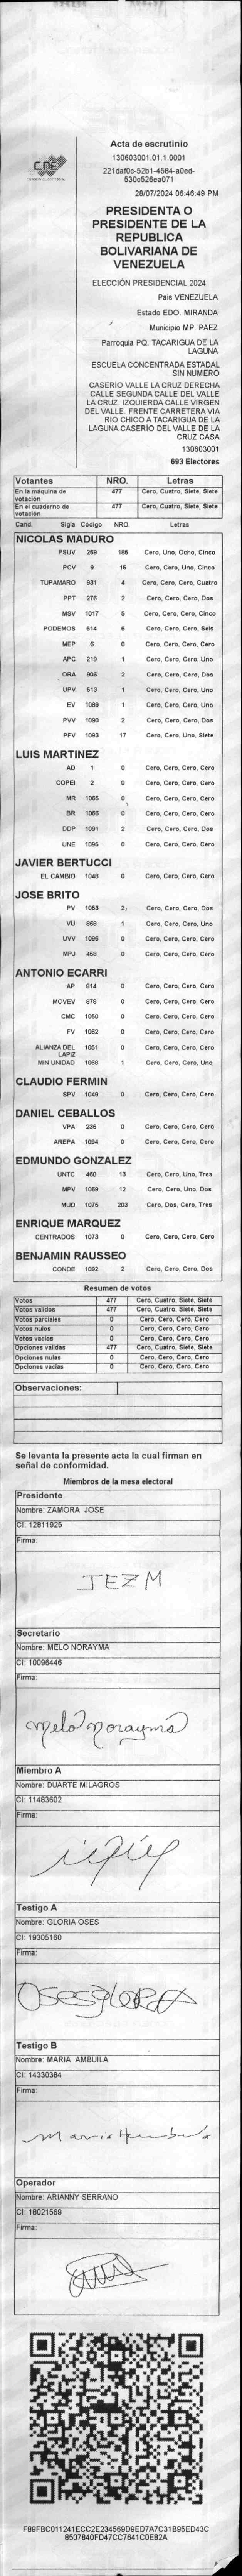 CNE
Acta de escrutinio
130603001.01.1.0001
221daf0c-52b1-4584-a0ed-
530c526ea071
28/07/2024 06:46:49 PM
PRESIDENTA O
PRESIDENTE DE LA
REPUBLICA
BOLIVARIANA DE
VENEZUELA
ELECCIÓN PRESIDENCIAL 2024
Pais VENEZUELA
Estado EDO. MIRANDA
Municipio MP. PAEZ
Parroquia PQ. TACARIGUA DE LA
LAGUNA
ESCUELA CONCENTRADA ESTADAL
SIN NUMERO
CASERIO VALLE LA CRUZ DERECHA
CALLE SEGUNDA CALLE DEL VALLE
LA CRUZ. IZQUIERDA CALLE VIRGEN
DEL VALLE. FRENTE CARRETERA VIA
RIO CHICO A TACARIGUA DE LA
LAGUNA CASERÍO DEL VALLE DE LA
CRUZ CASA
130603001
693 Electores
Votantes NRO. Letras
En la máquina de votación 477 Cero, Cuatro, Siete, Siete
En el cuaderno de votación 477 Cero, Cuatro, Siete, Siete
Cand. Sigla Código NRO. Letras
NICOLAS MADURO
PSUV 269 185 Cero, Uno, Ocho, Cinco
PCV 9 15 Cero, Cero, Uno, Cinco
TUPAMARO 931 4 Cero, Cero, Cero, Cuatro
PPT 276 2 Cero, Cero, Cero, Dos
MSV 1017 5 Cero, Cero, Cero, Cinco
PODEMOS 514 6 Cero, Cero, Cero, Seis
MEP 6 0 Cero, Cero, Cero, Cero
APC 219 1 Cero, Cero, Cero, Uno
ORA 906 2 Cero, Cero, Cero, Dos
UPV 513 1 Cero, Cero, Cero, Uno
EV 1089 1 Cero, Cero, Cero, Uno
PVV 1090 2 Cero, Cero, Cero, Dos
PFV 1093 17 Cero, Cero, Uno, Siete
LUIS MARTINEZ
AD 1 0 Cero, Cero, Cero, Cero
COPEI 2 0 Cero, Cero, Cero, Cero
MR 1065 0 Cero, Cero, Cero, Cero
BR 1066 0 Cero, Cero, Cero, Cero
DDP 1091 2 Cero, Cero, Cero, Dos
UNE 1095 0 Cero, Cero, Cero, Cero
JAVIER BERTUCCI
EL CAMBIO 1048 0 Cero, Cero, Cero, Cero
JOSE BRITO
PV 1053 2 Cero, Cero, Cero, Dos
VU 869 1 Cero, Cero, Cero, Uno
UVV 1096 0 Cero, Cero, Cero, Cero
MPJ 458 0 Cero, Cero, Cero, Cero
ANTONIO ECARRI
AP 814 0 Cero, Cero, Cero, Cero
MOVEV 978 0 Cero, Cero, Cero, Cero
CMC 1050 0 Cero, Cero, Cero, Cero
FV 1062 0 Cero, Cero, Cero, Cero
ALIANZA DEL LAPIZ 1051 0 Cero, Cero, Cero, Cero
MIN UNIDAD 1068 1 Cero, Cero, Cero, Uno
CLAUDIO FERMIN
SPV 1049 0 Cero, Cero, Cero, Cero
DANIEL CEBALLOS
VPA 236 0 Cero, Cero, Cero, Cero
AREPA 1094 0 Cero, Cero, Cero, Cero
EDMUNDO GONZALEZ
UNTC 460 13 Cero, Cero, Uno, Tres
MPV 1069 12 Cero, Cero, Uno, Dos
MUD 1075 203 Cero, Dos, Cero, Tres
ENRIQUE MARQUEZ
CENTRADOS 1073 0 Cero, Cero, Cero, Cero
BENJAMIN RAUSSEO
CONDE 1092 2 Cero, Cero, Cero, Dos
Resumen de votos
Votos 477 Cero, Cuatro, Siete, Siete
Votos validos 477 Cero, Cuatro, Siete, Siete
Votos parciales 0 Cero, Cero, Cero, Cero
Votos nulos 0 Cero, Cero, Cero, Cero
Votos vacios 0 Cero, Cero, Cero, Cero
Opciones validas 477 Cero, Cuatro, Siete, Siete
Opciones nulas 0 Cero, Cero, Cero, Cero
Opciones vacias 0 Cero, Cero, Cero, Cero
Observaciones:
Se levanta la presente acta la cual firman en
señal de conformidad.
Miembros de la mesa electoral
Presidente
Nombre: ZAMORA JOSE
CI: 12811925
Firma:
JEZM
Secretario
Nombre: MELO NORAYMA
CI: 10096446
Firma:
Melo Norayma
Miembro A
Nombre: DUARTE MILAGROS
CI: 11483602
Firma:
Testigo A
Nombre: GLORIA OSES
CI: 19305160
Firma:
Testigo B
Nombre: MARIA AMBUILA
CI: 14330384
Firma:
Operador
Nombre: ARIANNY SERRANO
CI: 18021569
Firma:
F89FBC011241ECC2E234569D9ED7A7C31B95ED43C
8507840FD47CC7641C0E82A